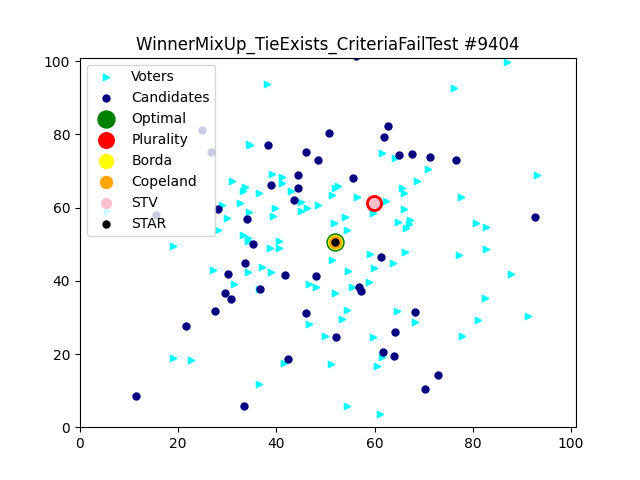 WinnerMixUp_TieExists_CriteriaFailTest #9404
100
80
60
40
20
0
Voters
Candidates
Optimal
Plurality
Borda
Copeland
STV
STAR
0
20
40
60
80
100